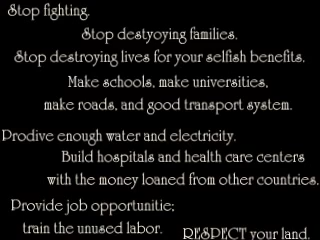 Stop fighting.
Stop destyoying families.
Stop destroying lives for your selfish benefits.
Make schools, make universities,
make roads, and good transport system.
Prodive enough water and electricity.
Build hospitals and health care centers
with the money loaned from other countries.
Provide job opportunitie;
train the unused labor.
RESPECT your land.